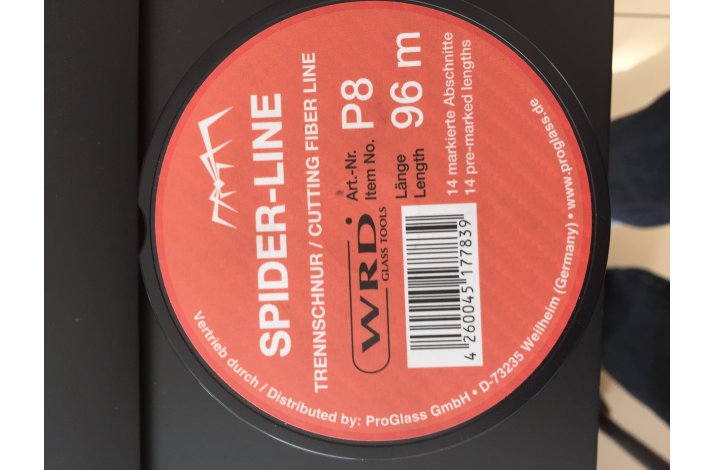 SPIDER-LINE
TRENNSCHNUR / CUTTING FIBER LINE
WRD
GLASS TOOLS
Art.-Nr.
Item No. P8
Länge
Length 96 m
4 260045 177839
14 markierte Abschnitte
14 pre-marked lengths
Vertrieb durch / Distributed by: ProGlass GmbH • D-73235 Weilheim (Germany) • www.proglass.de